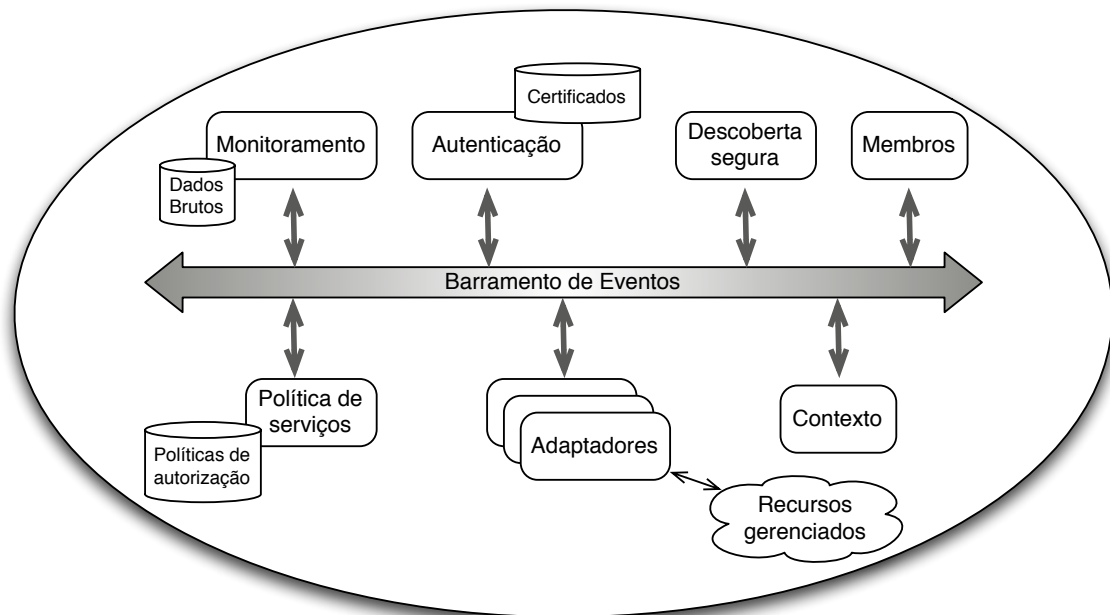 Certificados
Monitoramento
Autenticação
Descoberta
segura
Membros
Dados
Brutos
Barramento de Eventos
Política de
serviços
Políticas de
autorização
Adaptadores
Contexto
Recursos
gerenciados